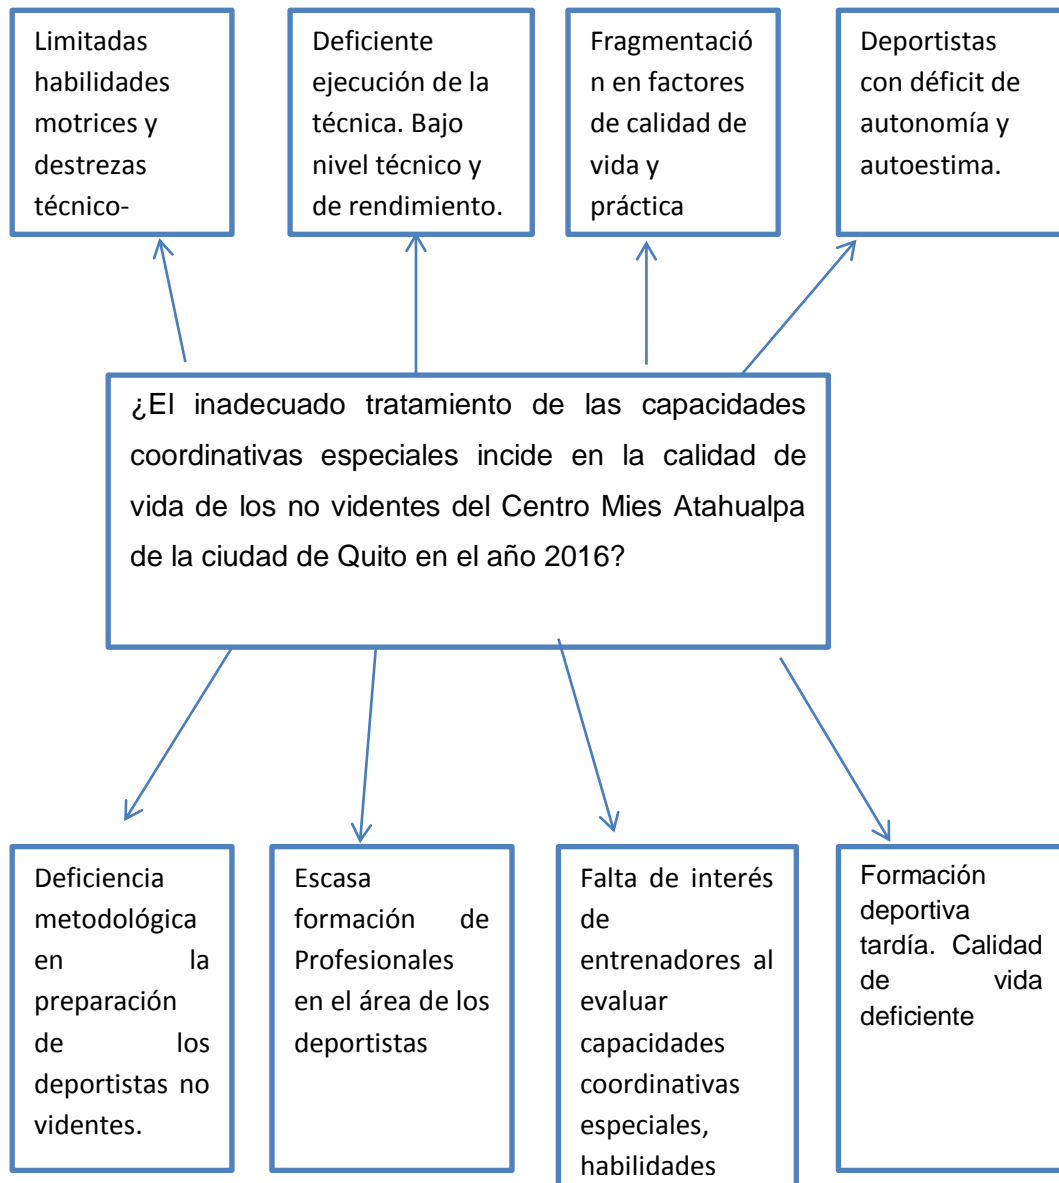 Limitadas
habilidades
motrices y
destrezas
técnico-
Deficiente
ejecución de la
técnica. Bajo
nivel técnico y
de rendimiento.
Fragmentació
n en factores
de calidad de
vida y
práctica
Deportistas
con déficit de
autonomía y
autoestima.
¿El inadecuado tratamiento de las capacidades
coordinativas especiales incide en la calidad de
vida de los no videntes del Centro Mies Atahualpa
de la ciudad de Quito en el año 2016?
Deficiencia
metodológica
en la
preparación
de los
deportistas no
videntes.
Escasa
formación de
Profesionales
en el área de los
deportistas
Falta de interés
de
entrenadores al
evaluar
capacidades
coordinativas
especiales,
habilidades
Formación
deportiva
tardía. Calidad
de vida
deficiente